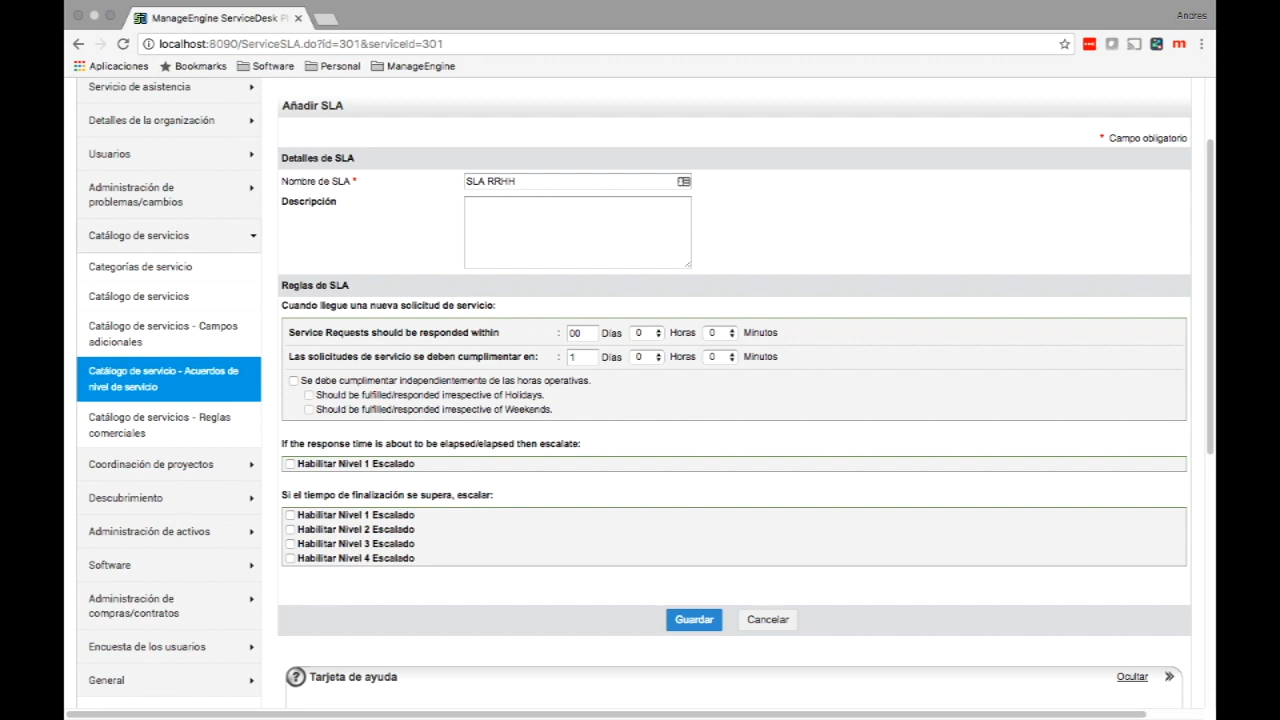 ManageEngine ServiceDesk Pl
Andres
localhost:8090/ServiceSLA.do?id=301&serviceId=301
Aplicaciones Bookmarks Software Personal ManageEngine
Servicio de asistencia
Detalles de la organización
Usuarios
Administración de
problemas/cambios
Catálogo de servicios
Categorías de servicio
Catálogo de servicios
Catálogo de servicios - Campos
adicionales
Catálogo de servicio - Acuerdos de
nivel de servicio
Catálogo de servicios - Reglas
comerciales
Coordinación de proyectos
Descubrimiento
Administración de activos
Software
Administración de
compras/contratos
Encuesta de los usuarios
General
Añadir SLA
* Campo obligatorio
Detalles de SLA
Nombre de SLA * SLA RRHH
Descripción
Reglas de SLA
Cuando llegue una nueva solicitud de servicio:
Service Requests should be responded within : 00 Días 0 Horas 0 Minutos
Las solicitudes de servicio se deben cumplimentar en: : 1 Días 0 Horas 0 Minutos
Se debe cumplimentar independientemente de las horas operativas.
Should be fulfilled/responded irrespective of Holidays.
Should be fulfilled/responded irrespective of Weekends.
If the response time is about to be elapsed/elapsed then escalate:
Habilitar Nivel 1 Escalado
Si el tiempo de finalización se supera, escalar:
Habilitar Nivel 1 Escalado
Habilitar Nivel 2 Escalado
Habilitar Nivel 3 Escalado
Habilitar Nivel 4 Escalado
Guardar Cancelar
? Tarjeta de ayuda Ocultar